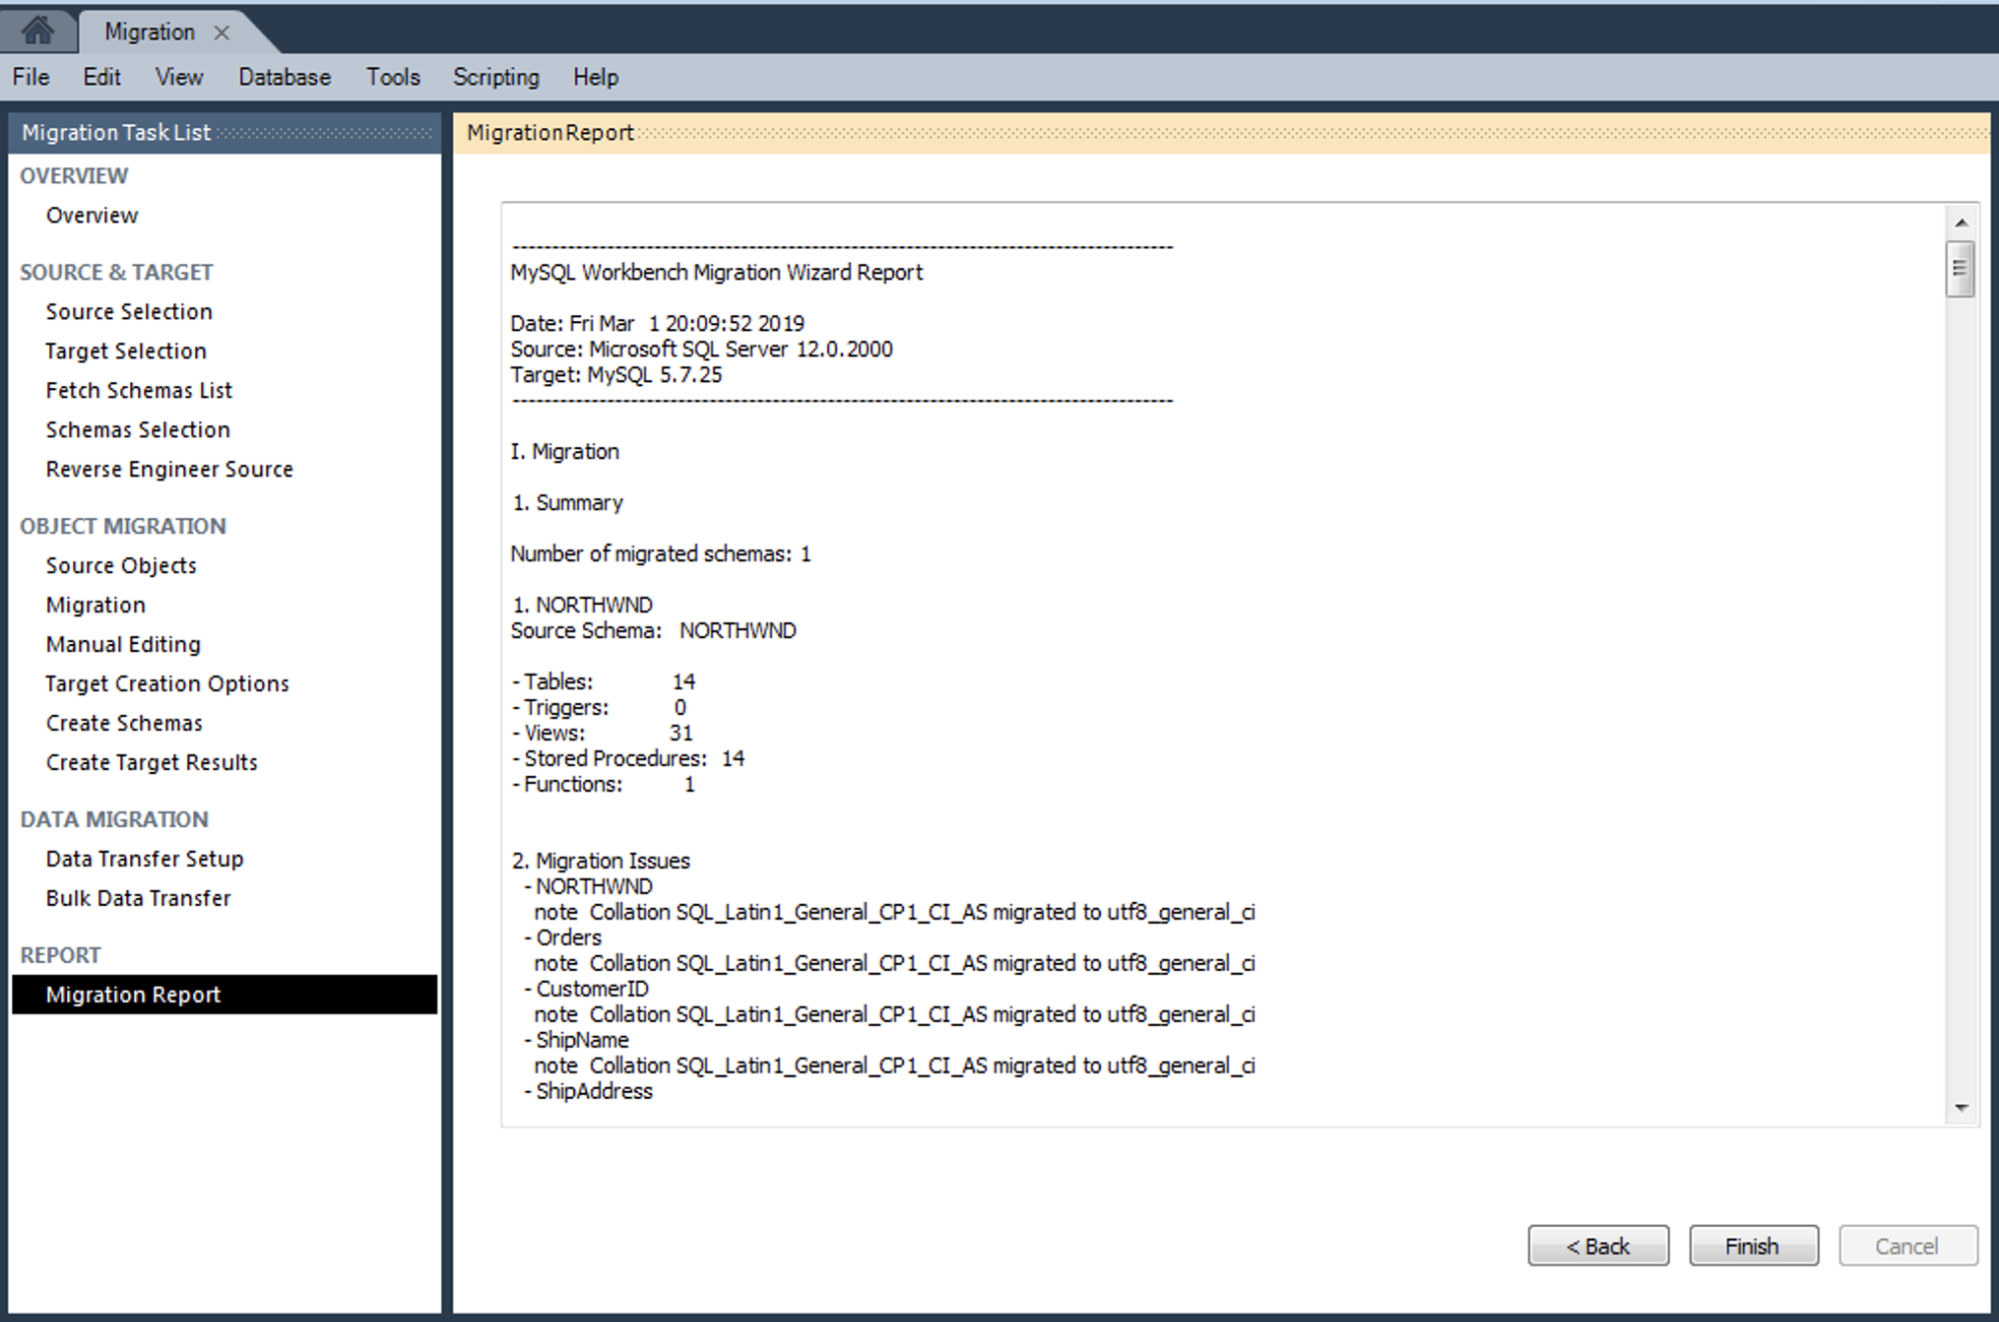 Migration
File Edit View Database Tools Scripting Help
Migration Task List
OVERVIEW
Overview
SOURCE & TARGET
Source Selection
Target Selection
Fetch Schemas List
Schemas Selection
Reverse Engineer Source
OBJECT MIGRATION
Source Objects
Migration
Manual Editing
Target Creation Options
Create Schemas
Create Target Results
DATA MIGRATION
Data Transfer Setup
Bulk Data Transfer
REPORT
Migration Report
Migration Report
------------------------------------------------------------------------------------
MySQL Workbench Migration Wizard Report
Date: Fri Mar  1 20:09:52 2019
Source: Microsoft SQL Server 12.0.2000
Target: MySQL 5.7.25
------------------------------------------------------------------------------------
I. Migration
1. Summary
Number of migrated schemas: 1
1. NORTHWND
Source Schema:   NORTHWND
- Tables:             14
- Triggers:           0
- Views:              31
- Stored Procedures:  14
- Functions:          1
2. Migration Issues
- NORTHWND
note  Collation SQL_Latin1_General_CP1_CI_AS migrated to utf8_general_ci
- Orders
note  Collation SQL_Latin1_General_CP1_CI_AS migrated to utf8_general_ci
- CustomerID
note  Collation SQL_Latin1_General_CP1_CI_AS migrated to utf8_general_ci
- ShipName
note  Collation SQL_Latin1_General_CP1_CI_AS migrated to utf8_general_ci
- ShipAddress
< Back Finish Cancel